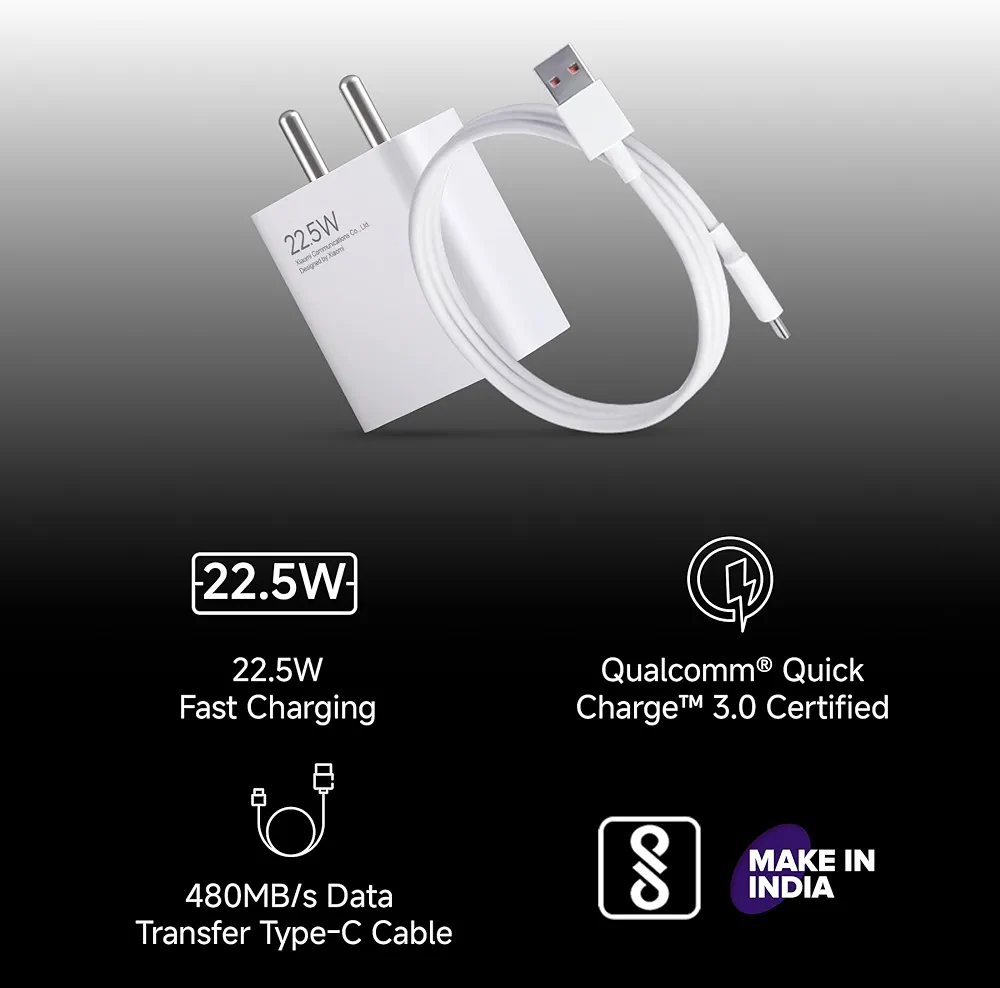 22.5W
Xiaomi Communications Co., Ltd.
Designed by Xiaomi
22.5W
22.5W
Fast Charging
Qualcomm® Quick
Charge™ 3.0 Certified
480MB/s Data
Transfer Type-C Cable
MAKE IN
INDIA